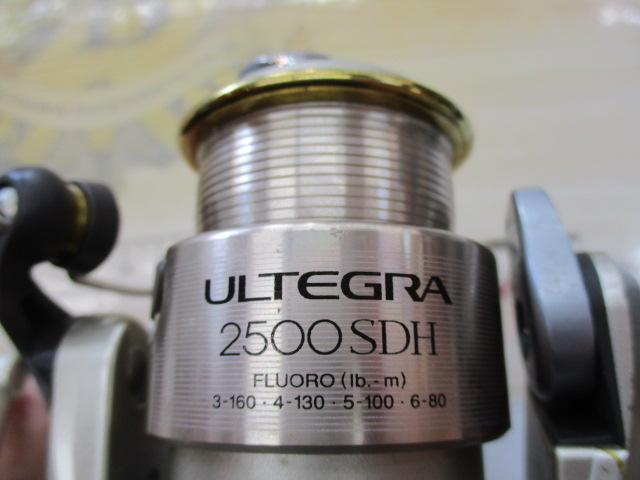 ULTEGRA
2500SDH
FLUORO (lb.-m)
3-160 · 4-130 · 5-100 · 6-80